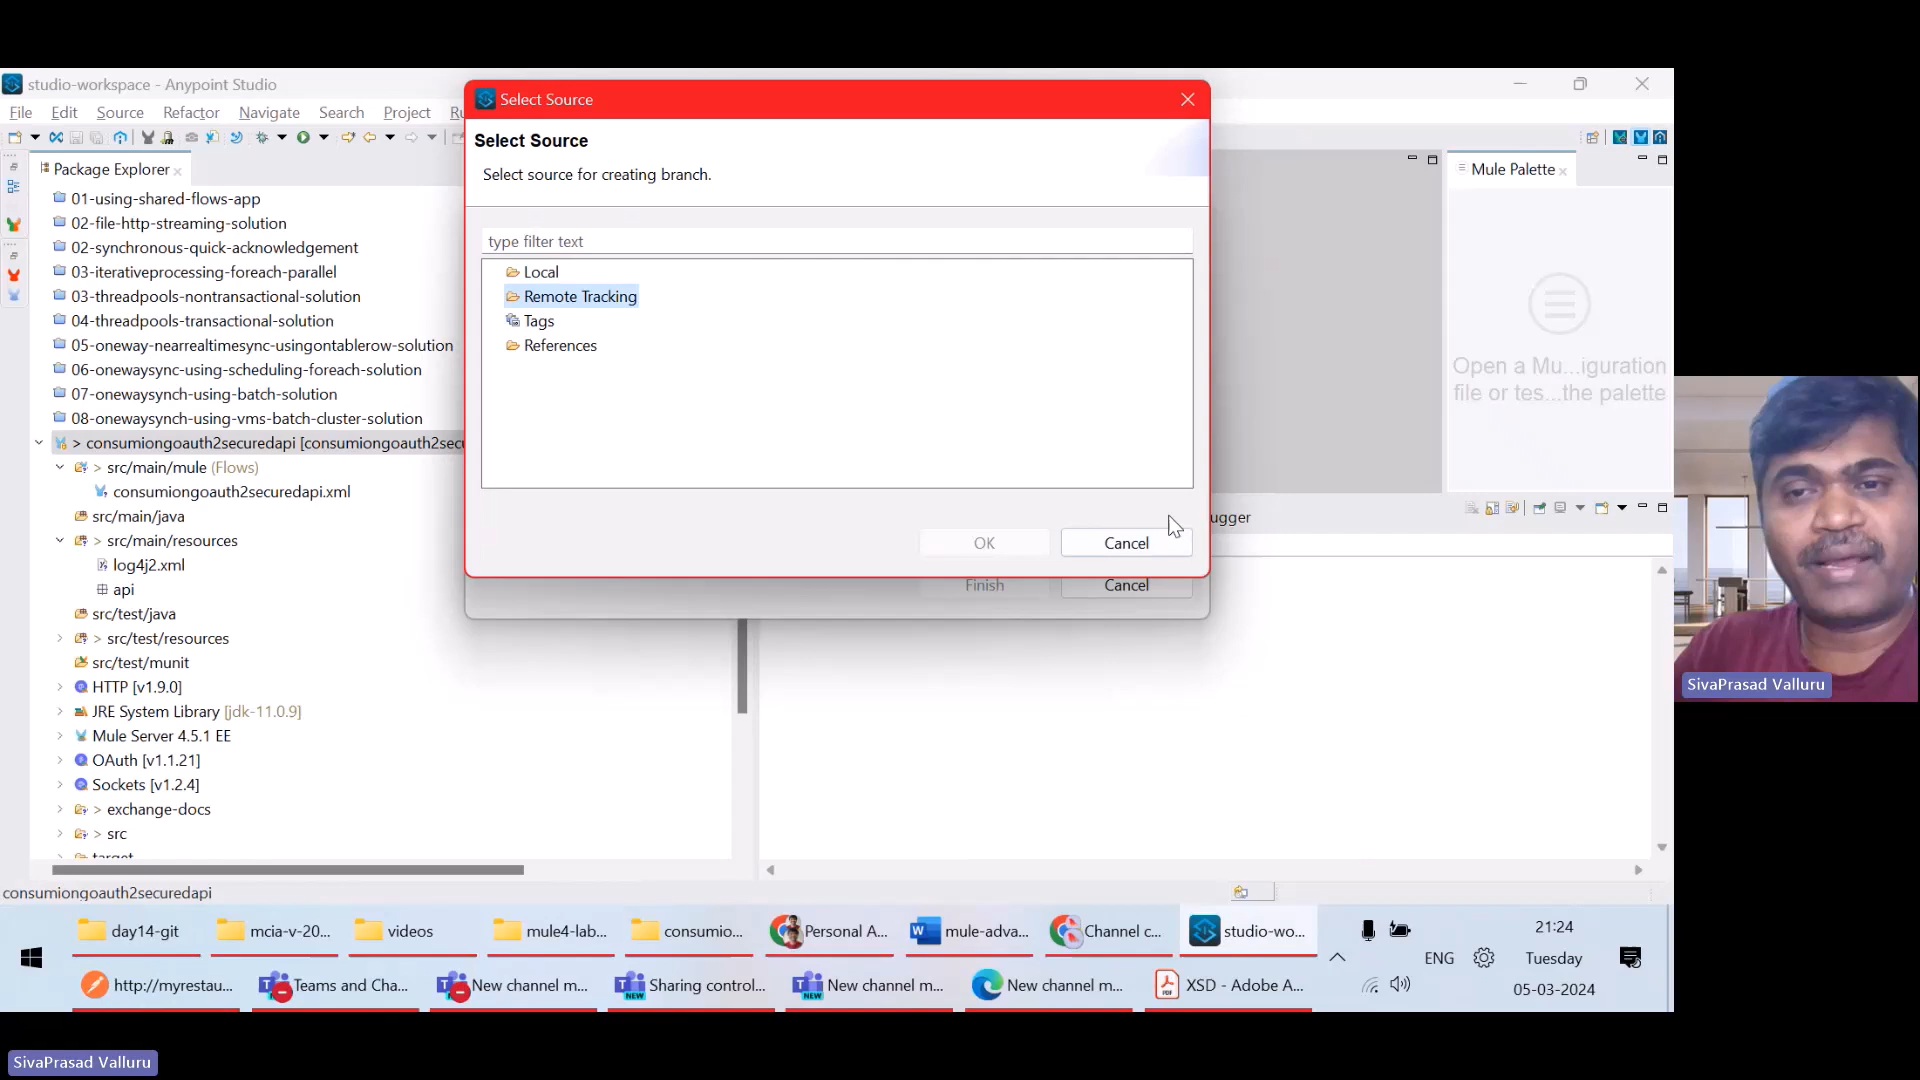 studio-workspace - Anypoint Studio
File Edit Source Refactor Navigate Search Project
Package Explorer
01-using-shared-flows-app
02-file-http-streaming-solution
02-synchronous-quick-acknowledgement
03-iterativeprocessing-foreach-parallel
03-threadpools-nontransactional-solution
04-threadpools-transactional-solution
05-oneway-nearrealtimesync-usingontablerow-solution
06-onewaysync-using-scheduling-foreach-solution
07-onewaysynch-using-batch-solution
08-onewaysynch-using-vms-batch-cluster-solution
> consumiongoauth2securedapi [consumiongoauth2secu
> src/main/mule (Flows)
consumiongoauth2securedapi.xml
src/main/java
> src/main/resources
log4j2.xml
api
src/test/java
> src/test/resources
src/test/munit
HTTP [v1.9.0]
JRE System Library [jdk-11.0.9]
Mule Server 4.5.1 EE
OAuth [v1.1.21]
Sockets [v1.2.4]
> exchange-docs
> src
target
consumiongoauth2securedapi
Select Source
Select Source
Select source for creating branch.
type filter text
Local
Remote Tracking
Tags
References
OK Cancel
Finish Cancel
ugger
Mule Palette
Open a Mu...iguration
file or tes...the palette
SivaPrasad Valluru
day14-git mcia-v-20... videos mule4-lab... consumio... Personal A... mule-adva... Channel c... studio-wo...
http://myrestau... Teams and Cha... New channel m... Sharing control... New channel m... New channel m... XSD - Adobe A...
ENG
21:24
Tuesday
05-03-2024
SivaPrasad Valluru